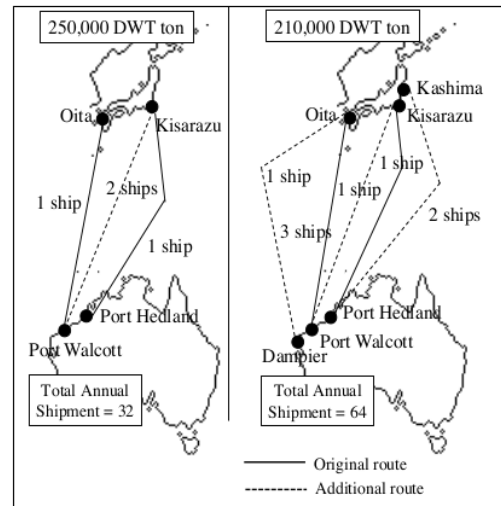 250,000 DWT ton
Oita
Kisarazu
2 ships
1 ship
1 ship
Port Hedland
Port Walcott
Total Annual
Shipment = 32
210,000 DWT ton
Kashima
Oita
Kisarazu
1 ship
1 ship
1 ship
2 ships
3 ships
Port Hedland
Port Walcott
Dampier
Total Annual
Shipment = 64
Original route
Additional route